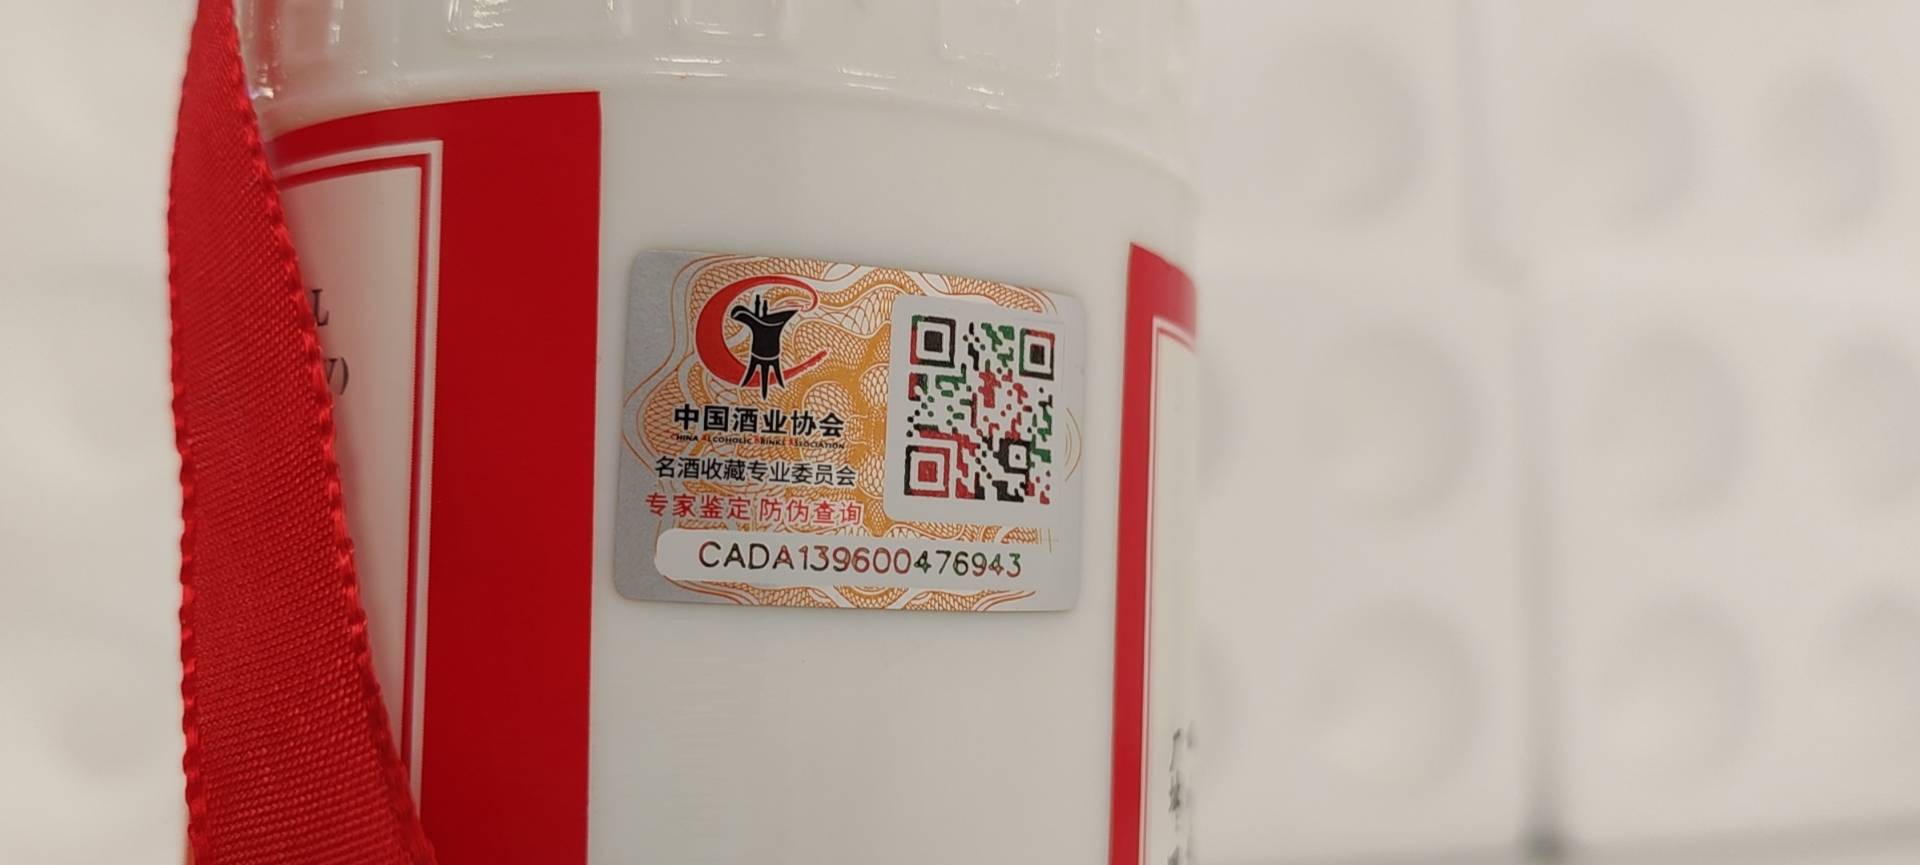 中国酒业协会
CHINA ALCOHOLIC DRINKS ASSOCIATION
名酒收藏专业委员会
专家鉴定 防伪查询
CADA139600476943